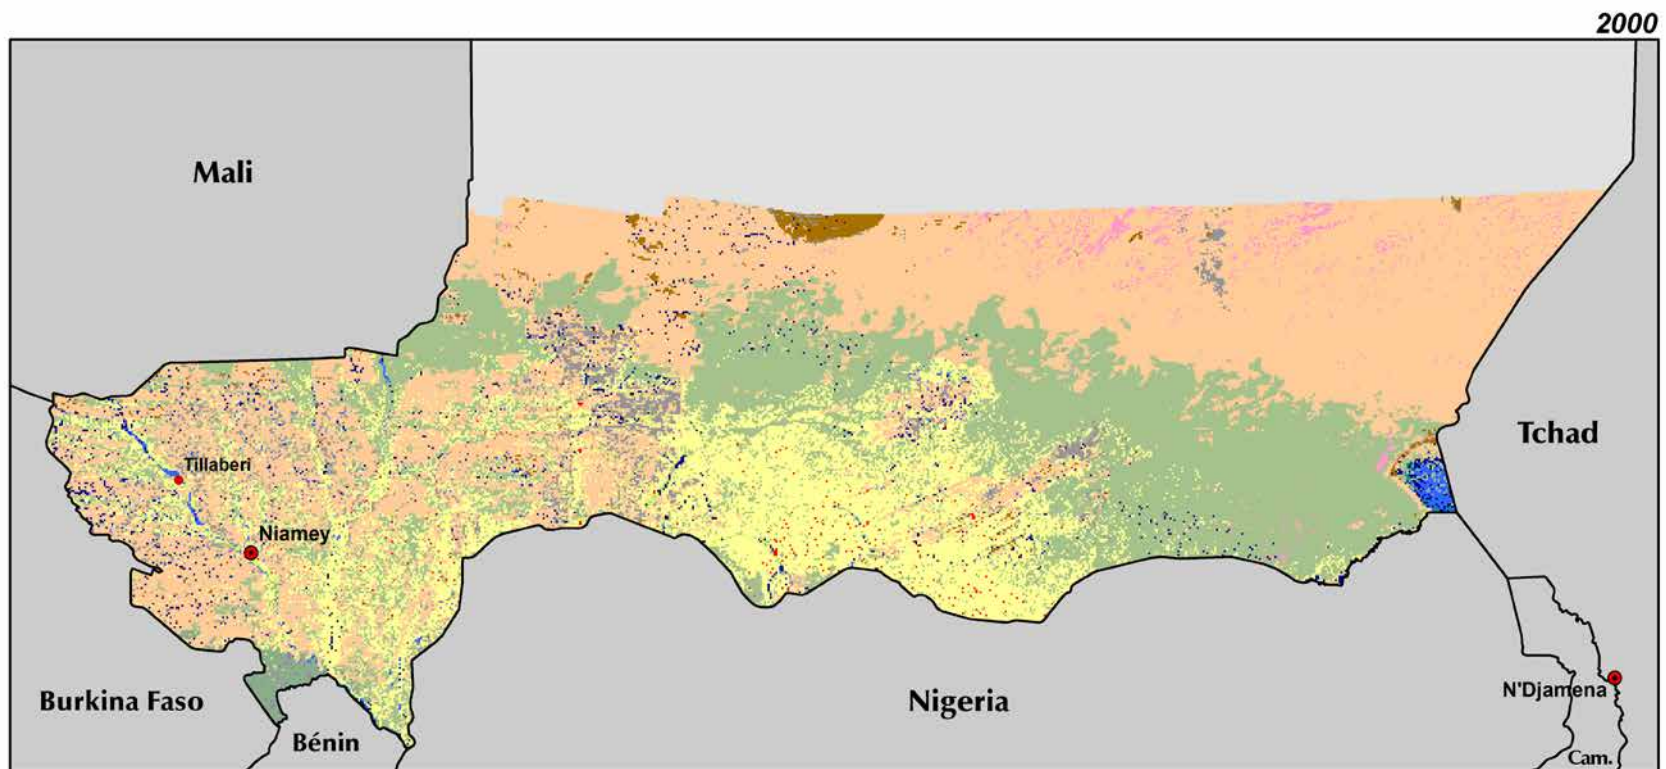 2000
Mali
Tchad
Tillaberi
Niamey
N'Djamena
Burkina Faso
Nigeria
Bénin
Cam.